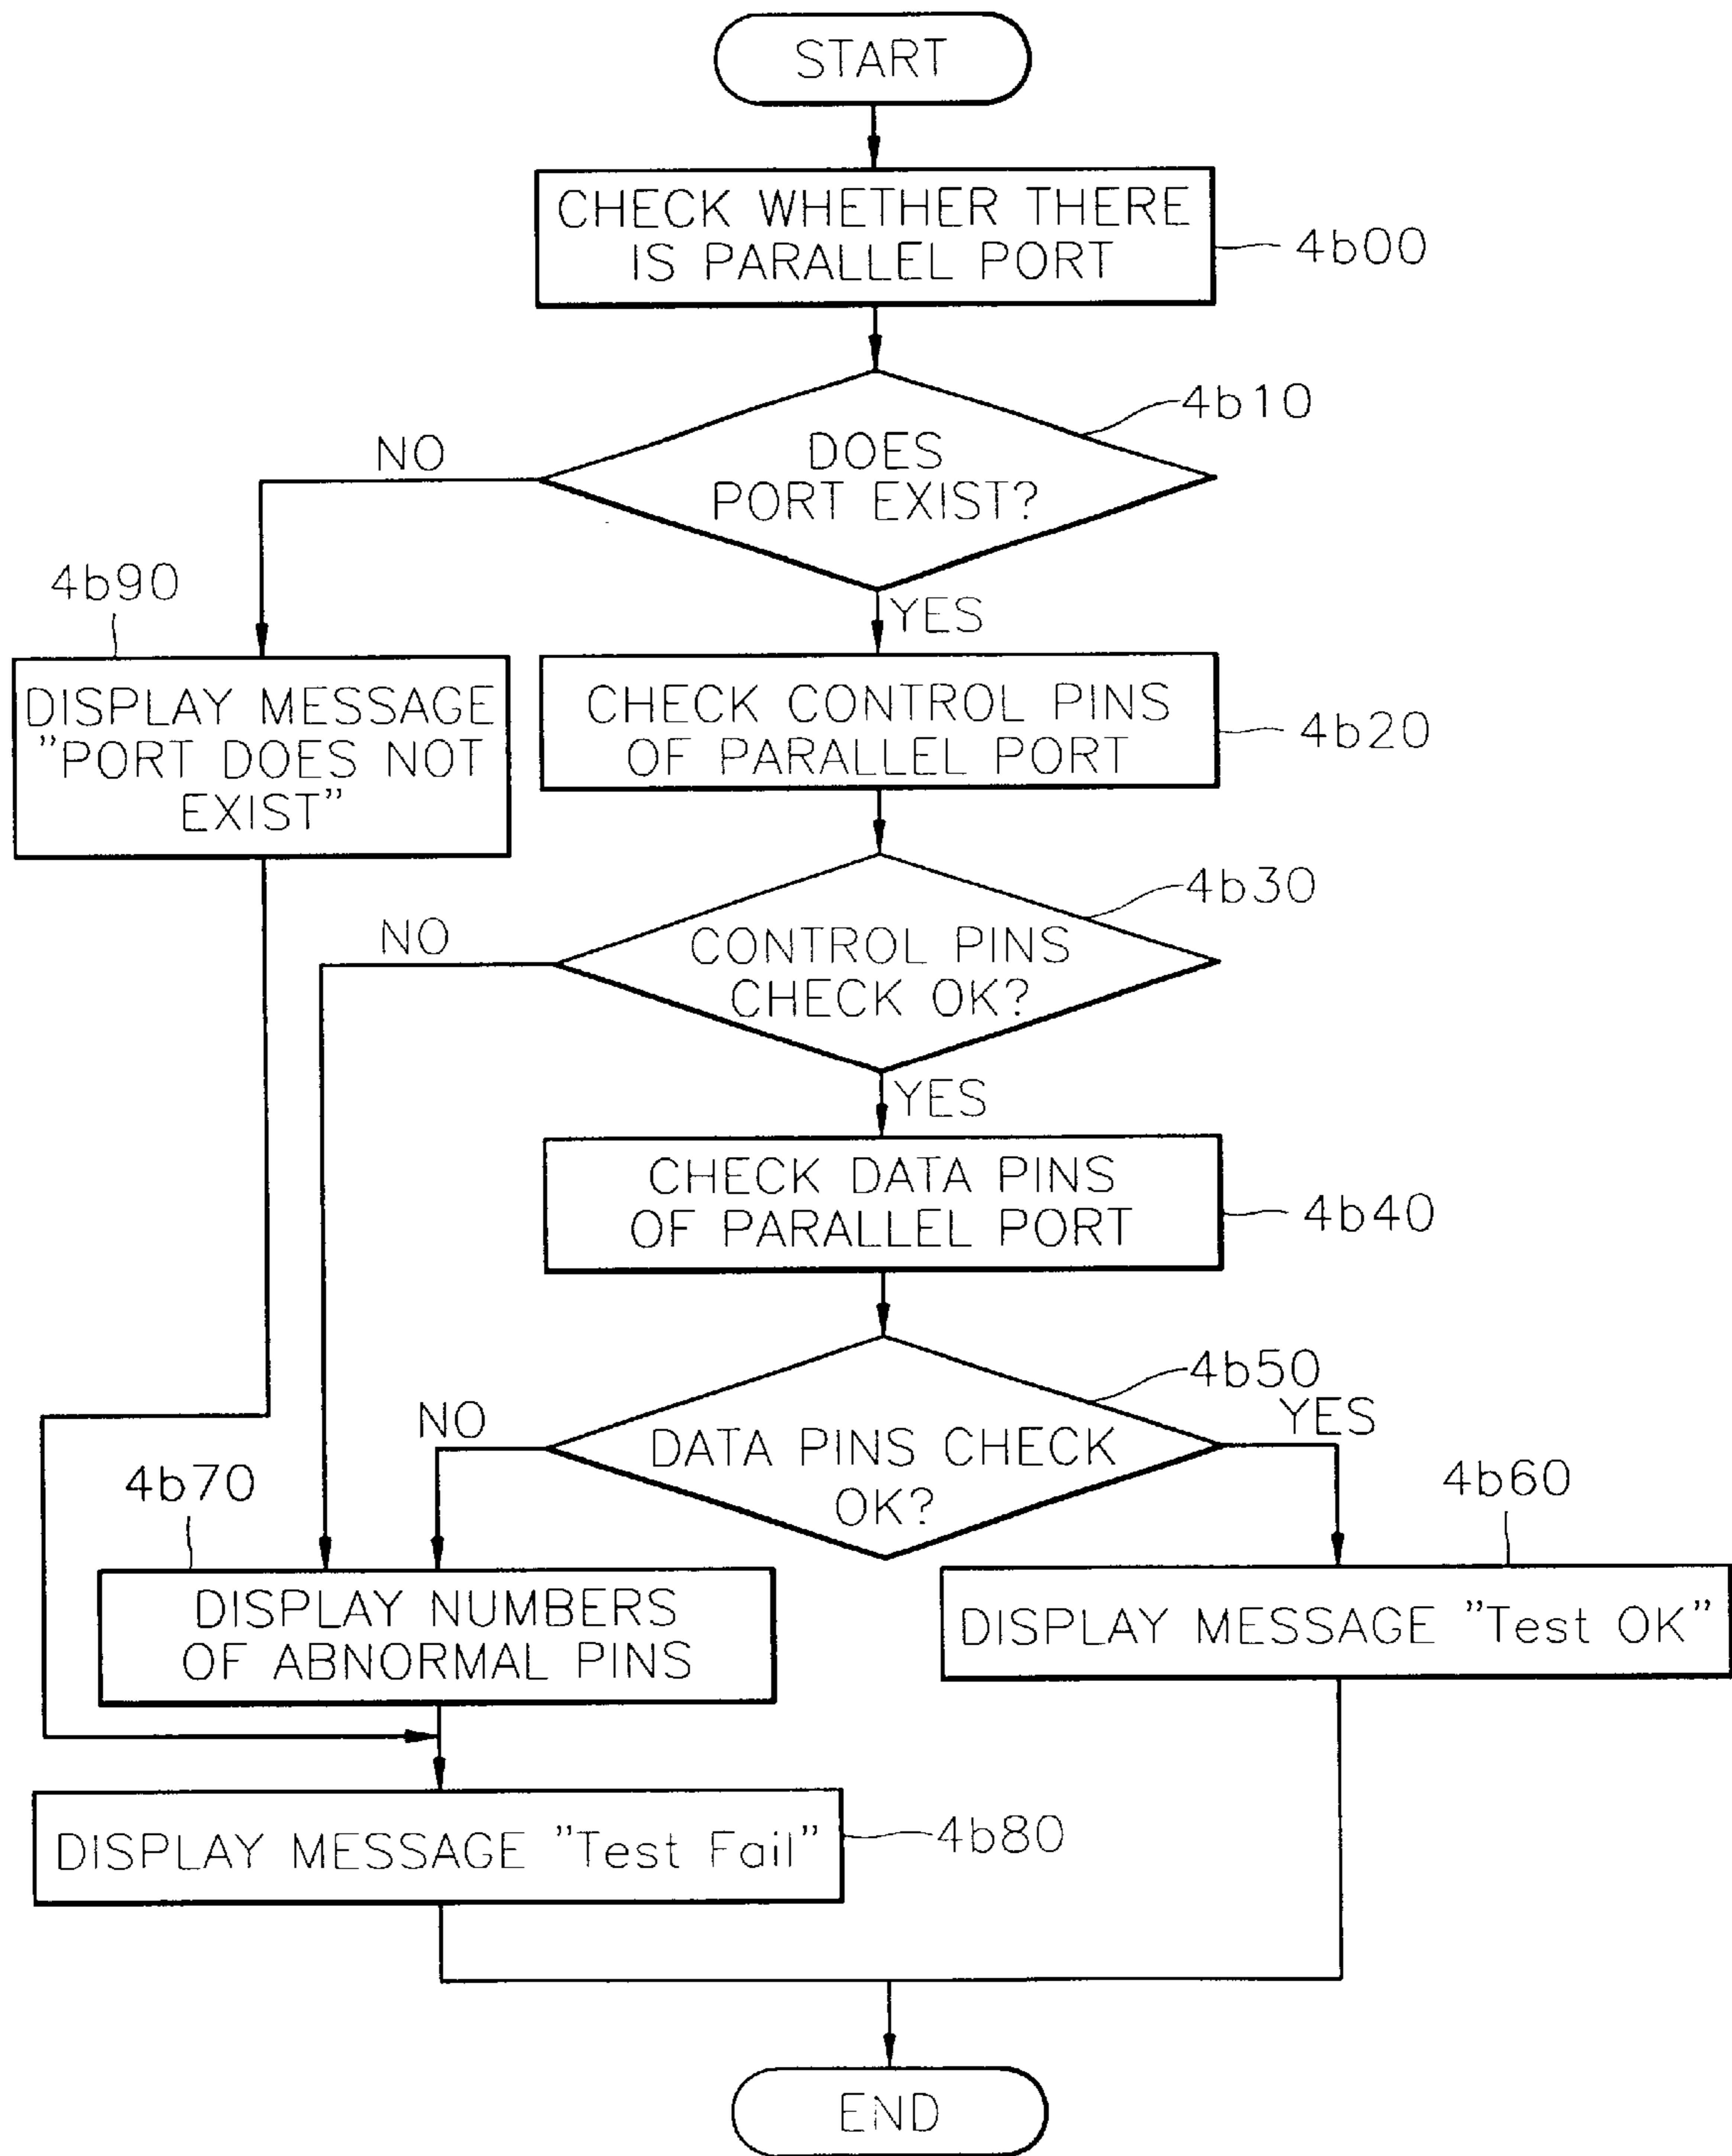 START
CHECK WHETHER THERE
IS PARALLEL PORT
4b00
4b10
NO
DOES
PORT EXIST?
4b90
YES
DISPLAY MESSAGE
"PORT DOES NOT
EXIST"
CHECK CONTROL PINS
OF PARALLEL PORT
4b20
4b30
NO
CONTROL PINS
CHECK OK?
YES
CHECK DATA PINS
OF PARALLEL PORT
4b40
4b50
NO
YES
DATA PINS CHECK
OK?
4b70
4b60
DISPLAY NUMBERS
OF ABNORMAL PINS
DISPLAY MESSAGE "Test OK"
DISPLAY MESSAGE "Test Fail"
4b80
END